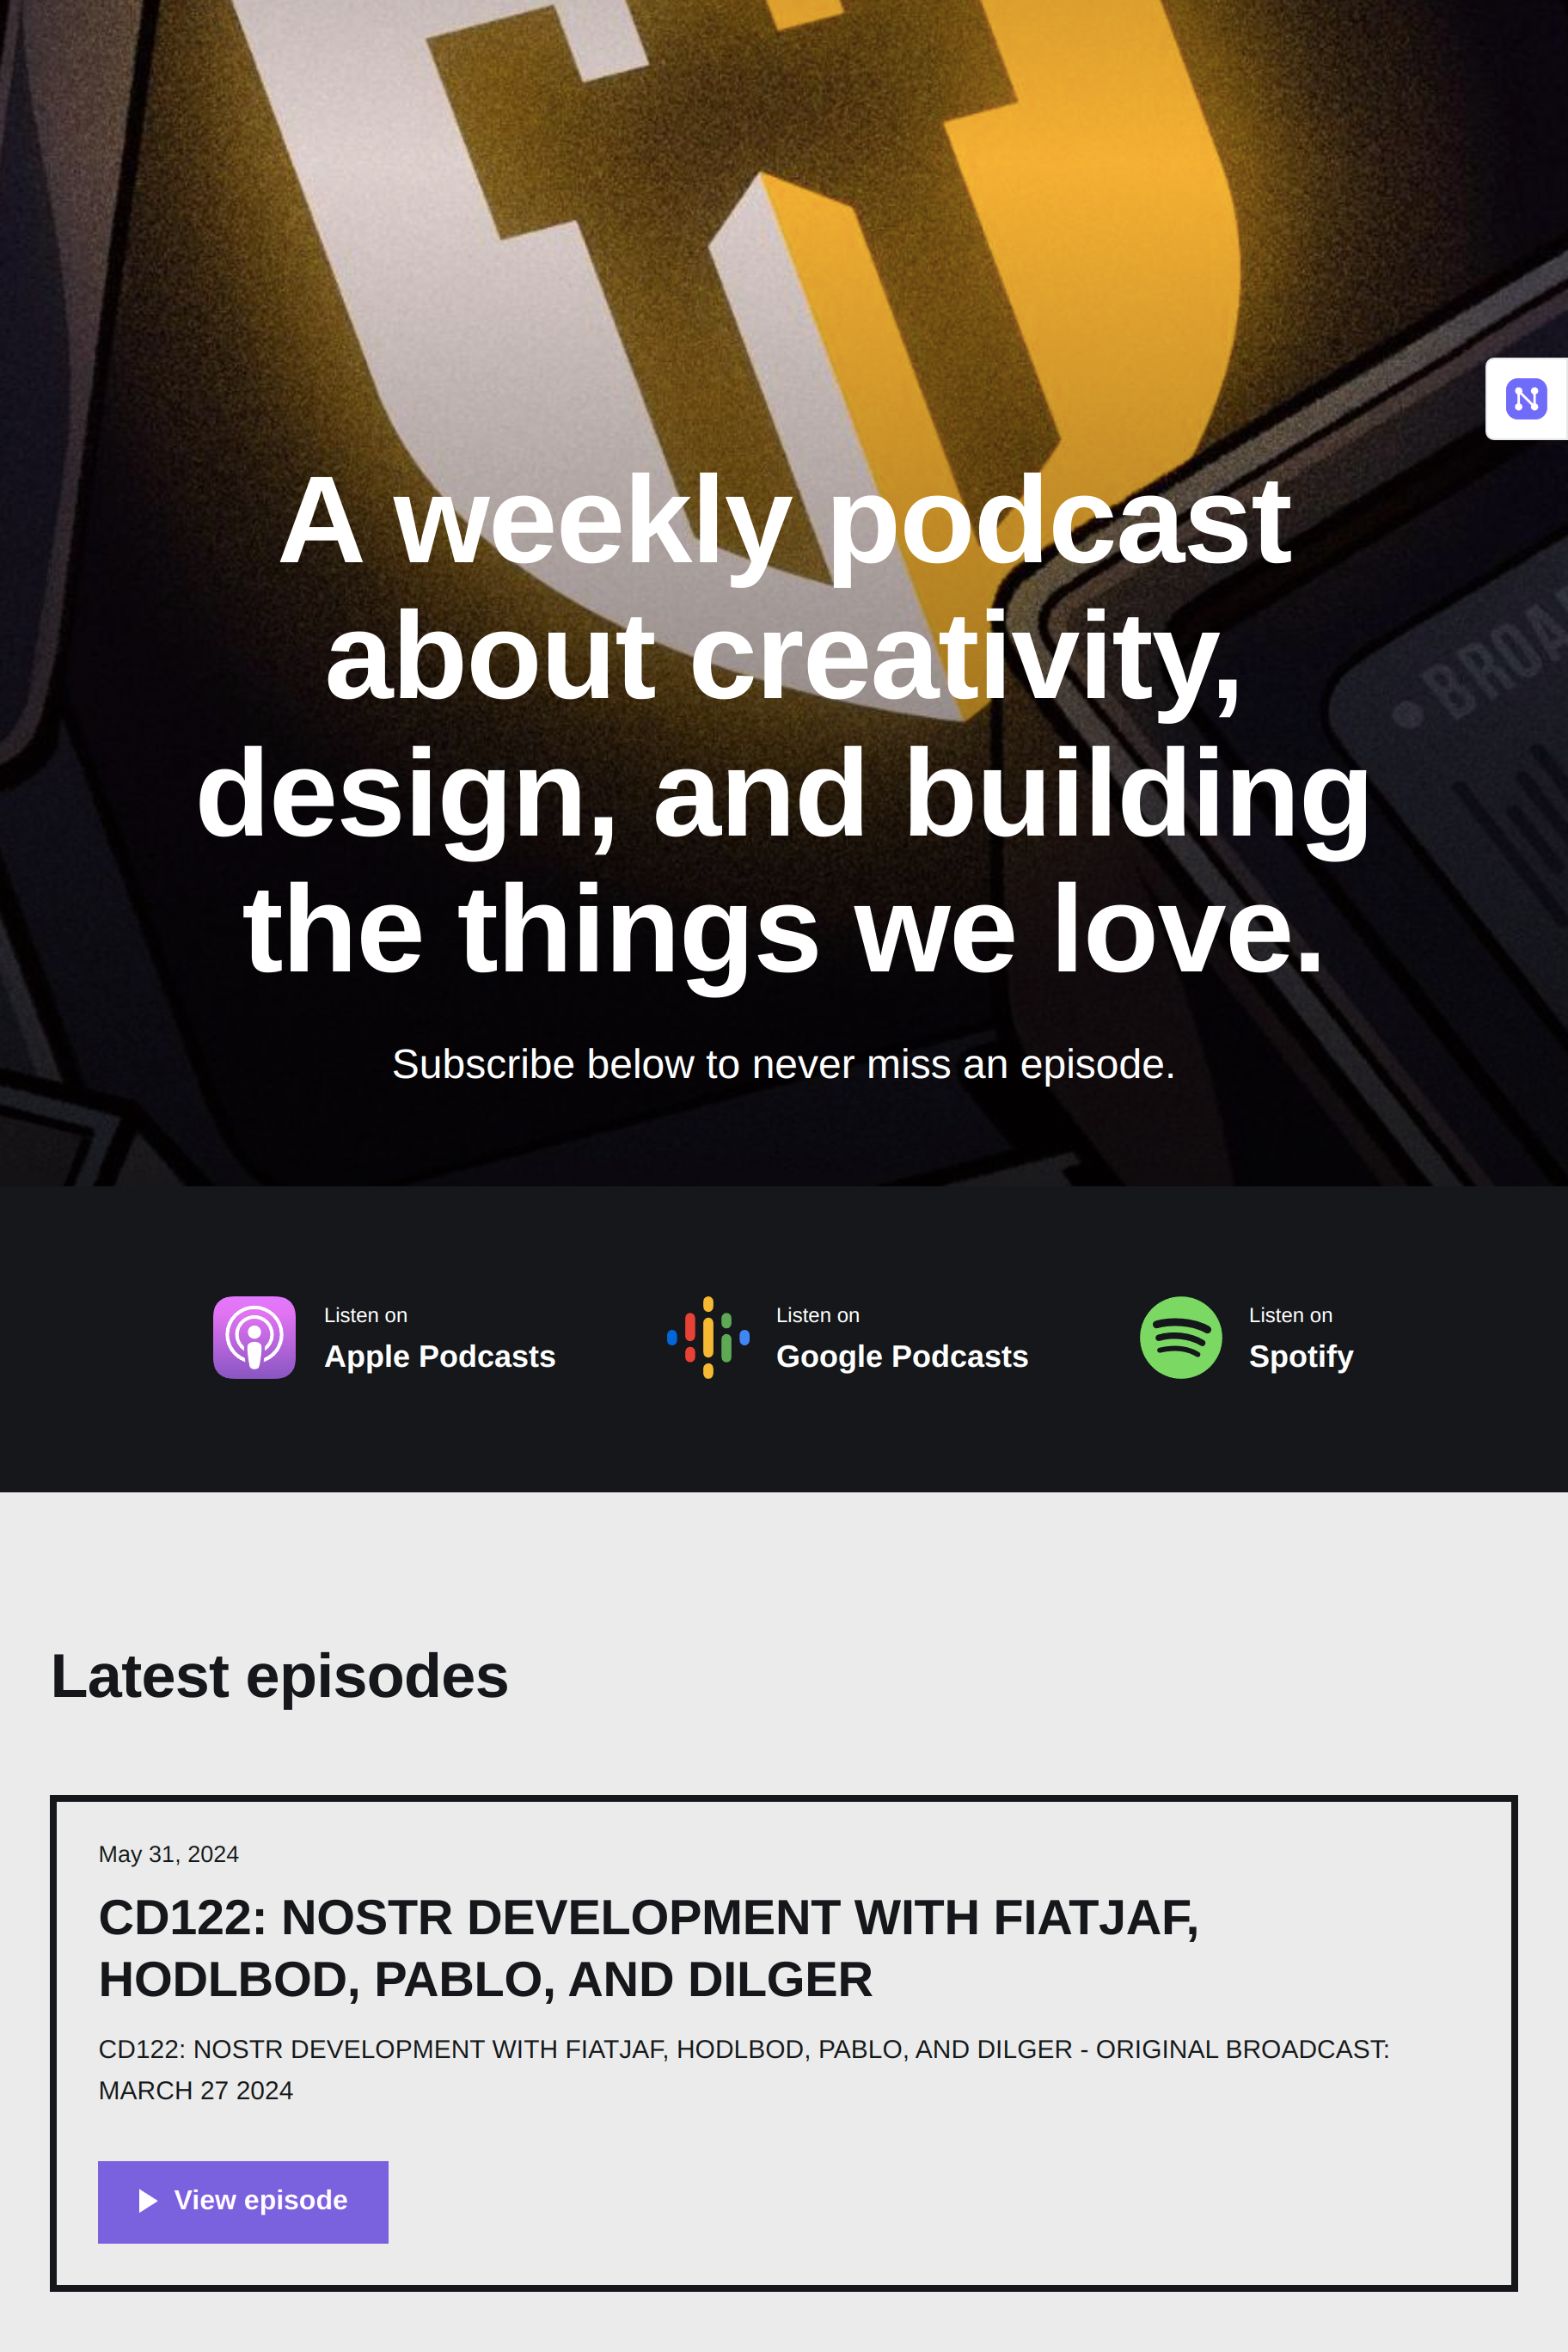 A weekly podcast
about creativity,
design, and building
the things we love.
Subscribe below to never miss an episode.
Listen on
Apple Podcasts
Listen on
Google Podcasts
Listen on
Spotify
Latest episodes
May 31, 2024
CD122: NOSTR DEVELOPMENT WITH FIATJAF,
HODLBOD, PABLO, AND DILGER
CD122: NOSTR DEVELOPMENT WITH FIATJAF, HODLBOD, PABLO, AND DILGER - ORIGINAL BROADCAST:
MARCH 27 2024
View episode